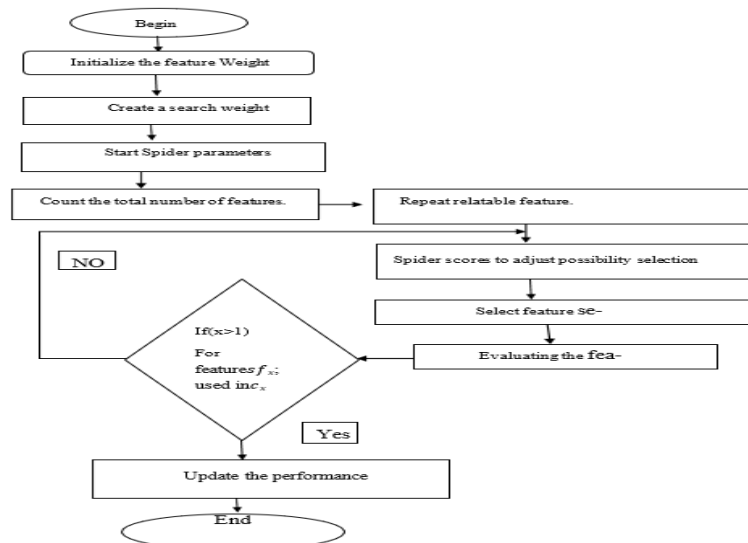 Begin
Initialize the feature Weight
Create a search weight
Start Spider parameters
Count the total number of features.
Repeat relatable feature.
Spider scores to adjust possibility selection
Select feature se-
Evaluating the fea-
NO
If(x>1)
For
features f x;
used inc x
Yes
Update the performance
End